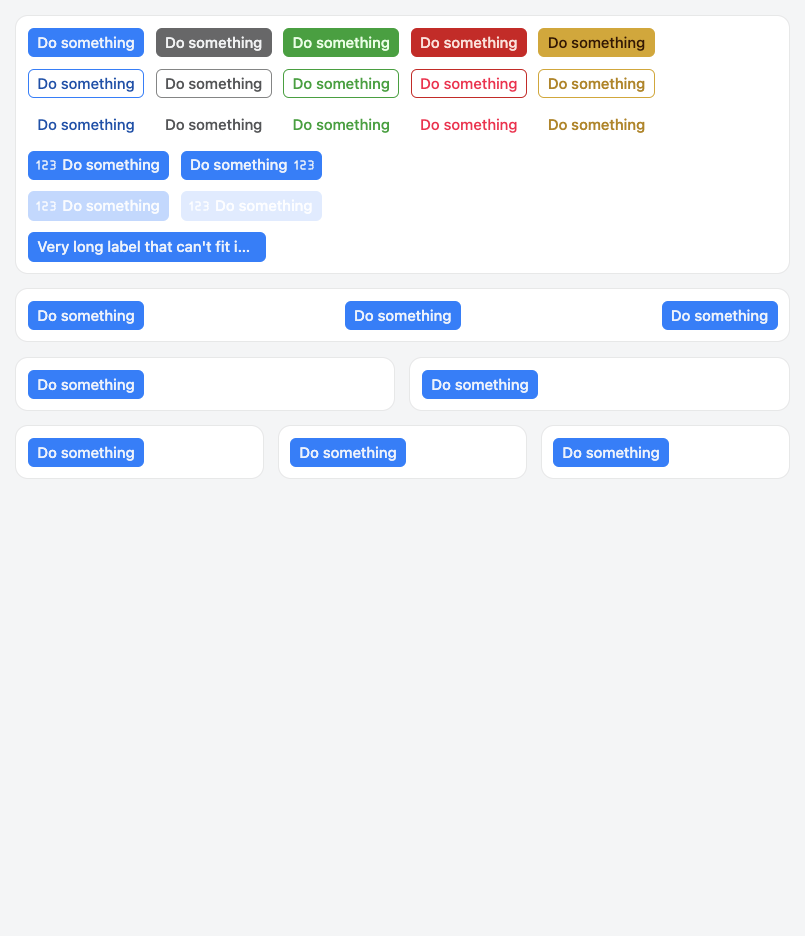 Do something Do something Do something Do something Do something
Do something Do something Do something Do something Do something
Do something Do something Do something Do something Do something
123 Do something Do something 123
123 Do something 123 Do something
Very long label that can't fit i...
Do something Do something Do something
Do something Do something
Do something Do something Do something